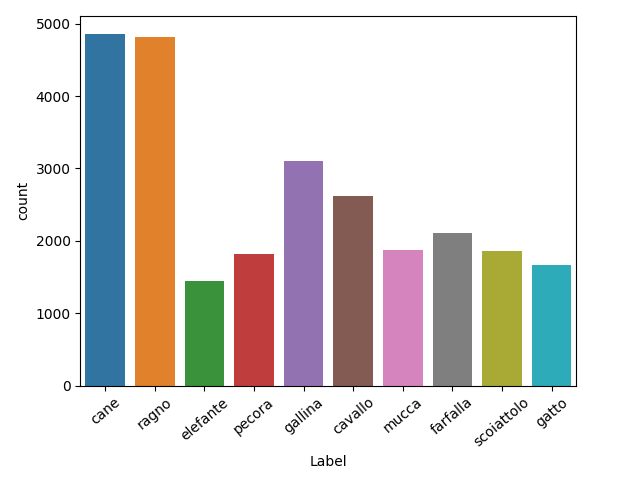 5000
4000
3000
2000
1000
0
count
cane
ragno
elefante
pecora
gallina
cavallo
mucca
farfalla
scoiattolo
gatto
Label